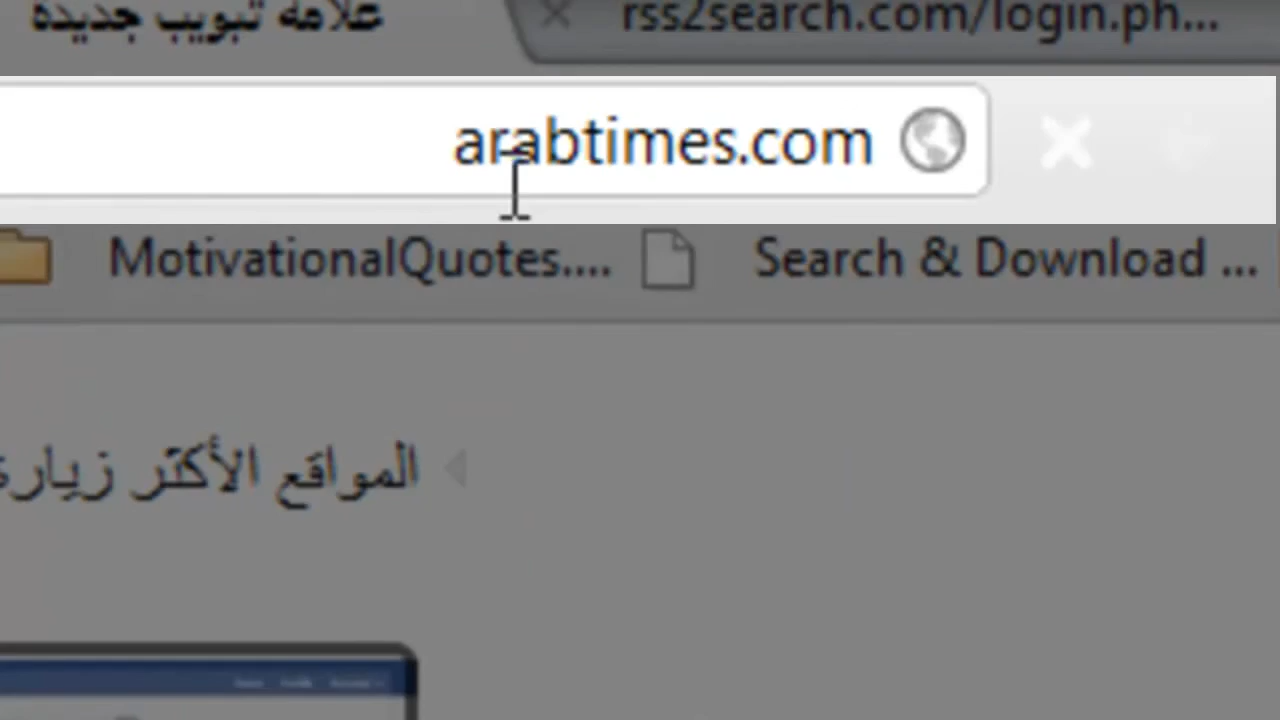 علامة تبويب جديدة
rss2search.com/login.ph...
arabtimes.com
MotivationalQuotes....
Search & Download ...
المواقع الأكثر زيارة